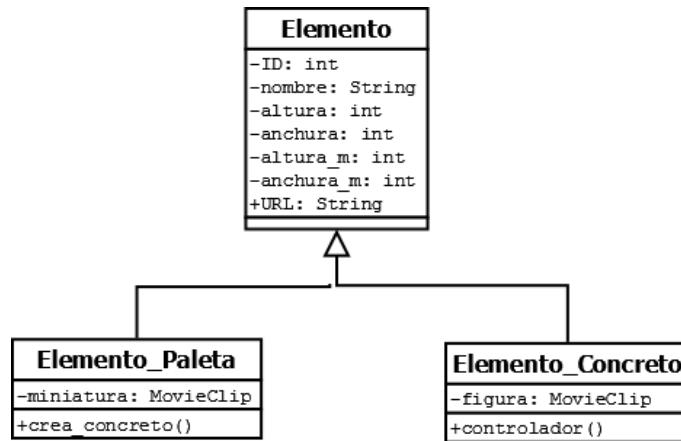 Elemento
-ID: int
-nombre: String
-altura: int
-anchura: int
-altura_m: int
-anchura_m: int
+URL: String
Elemento_Paleta
-miniatura: MovieClip
+crea_concreto()
Elemento_Concreto
-figura: MovieClip
+controlador()